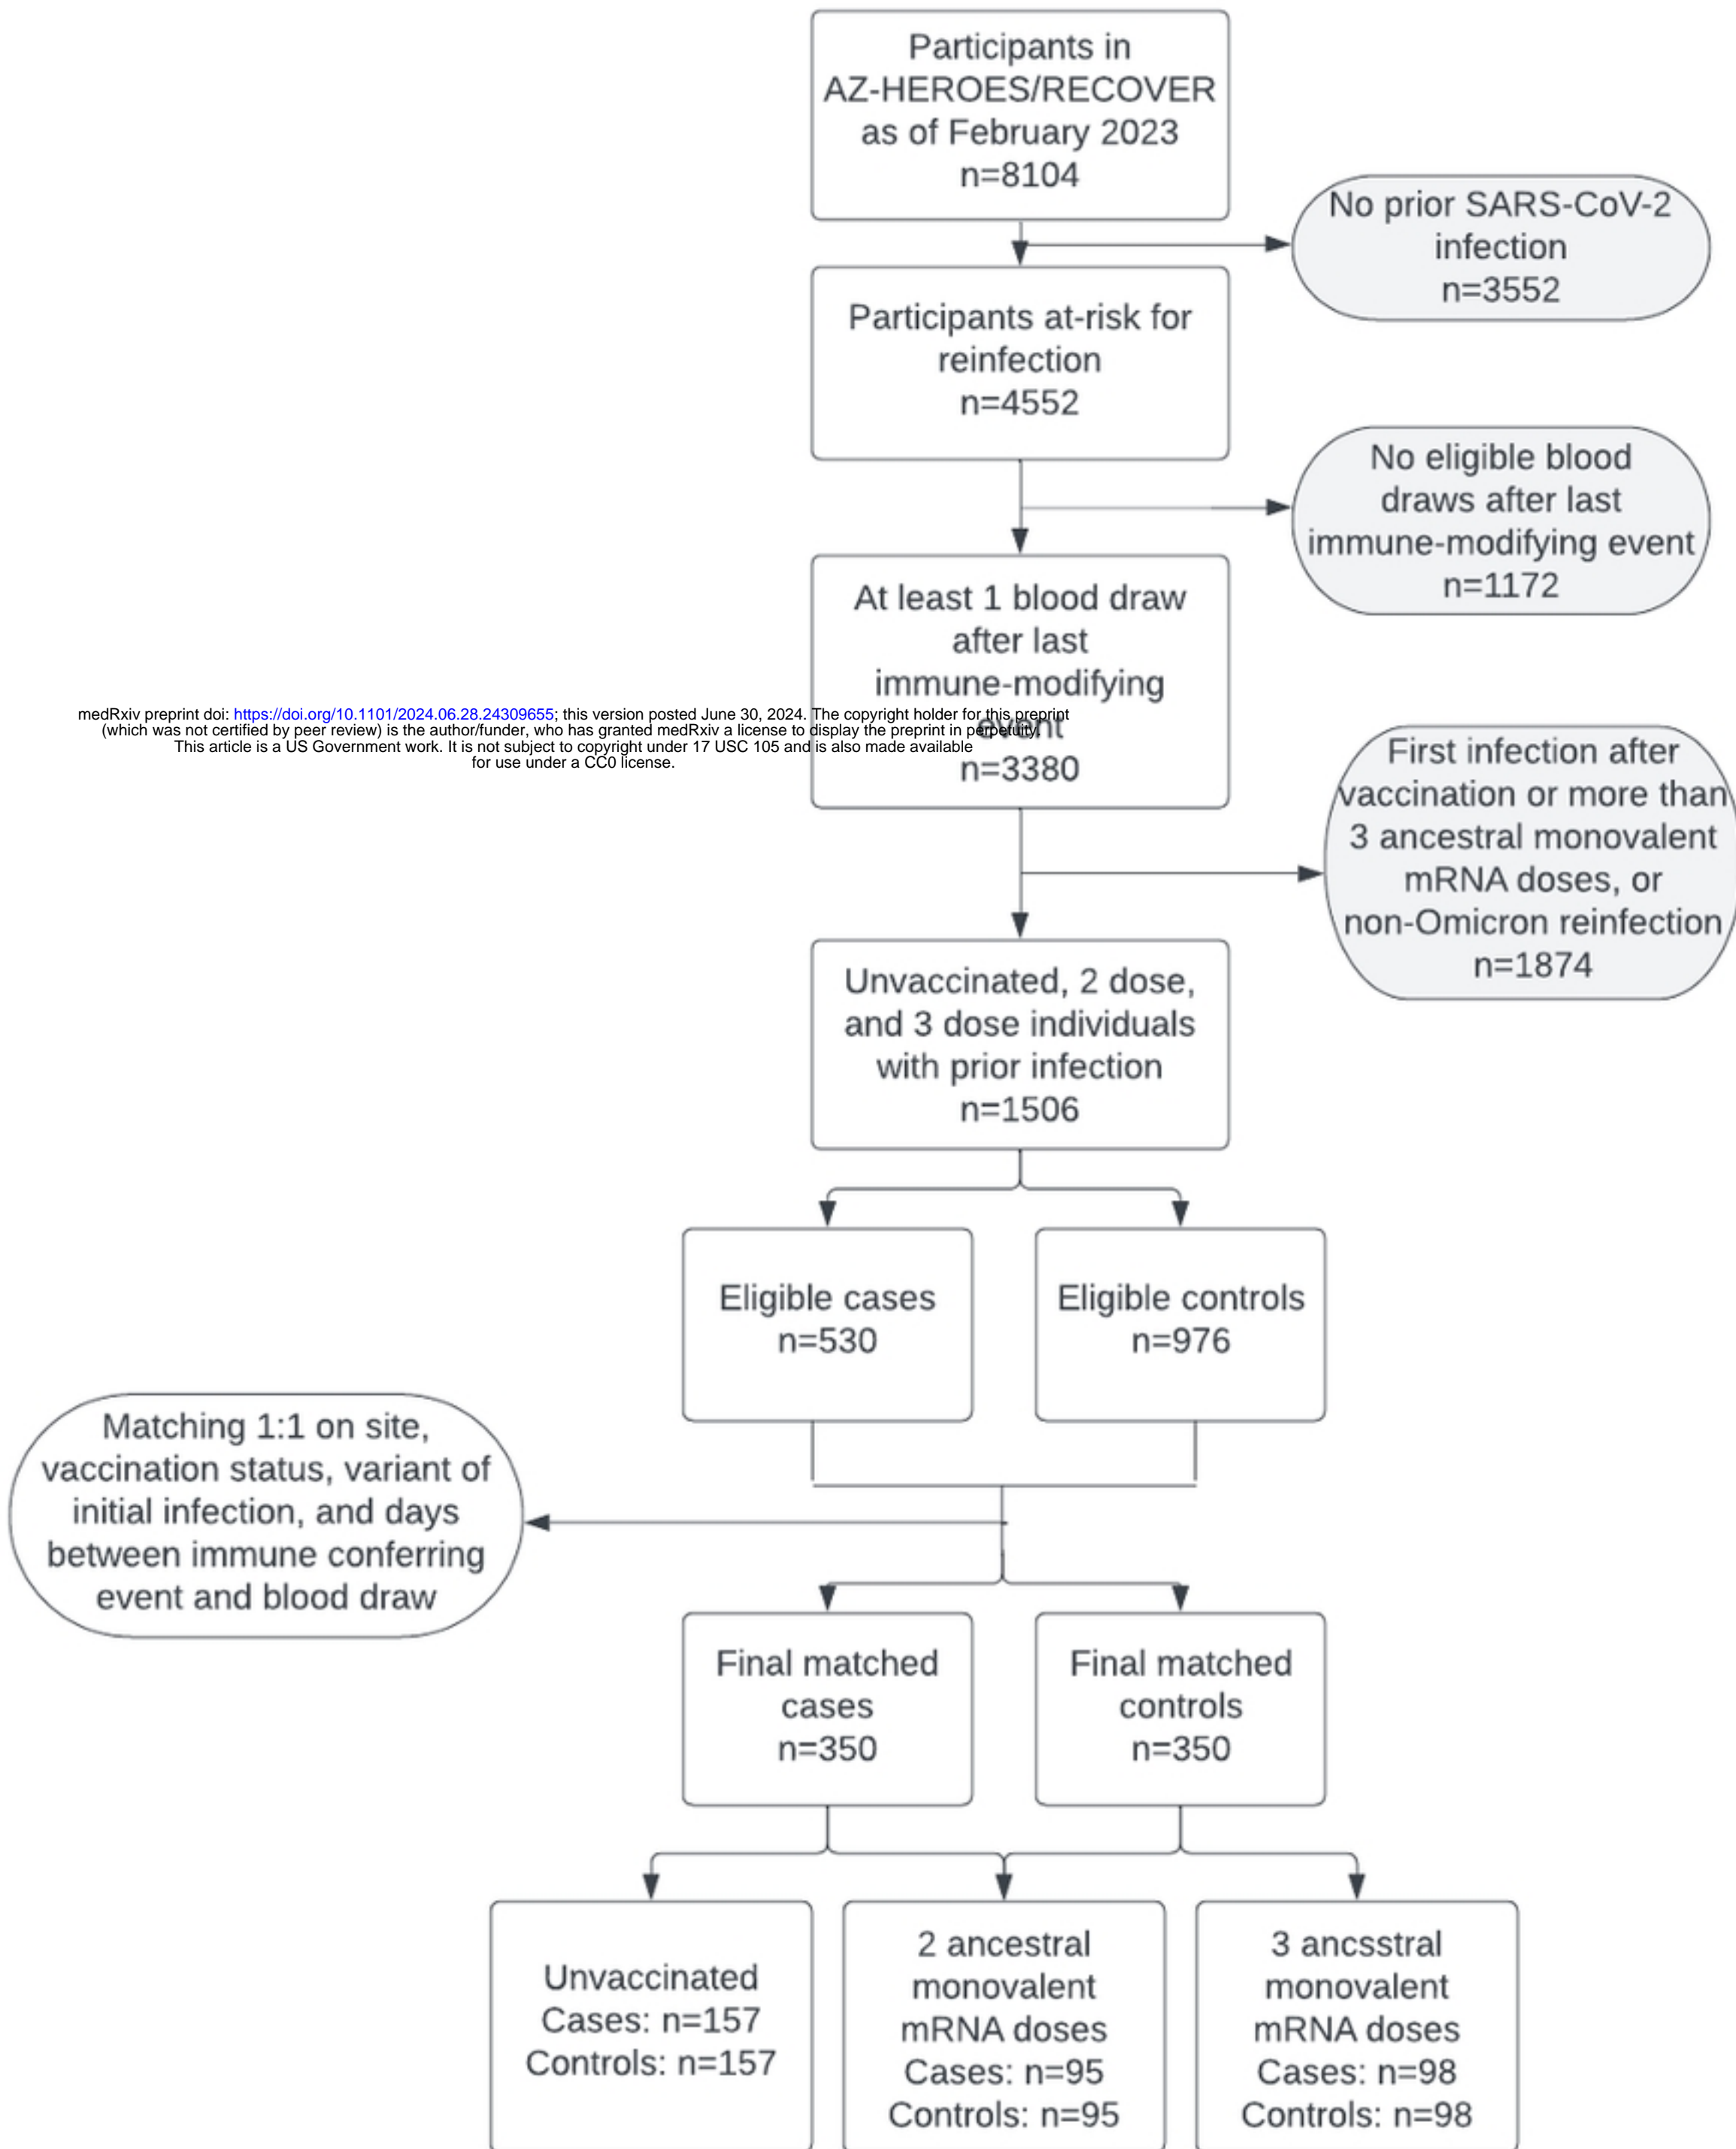 Participants in
AZ-HEROES/RECOVER
as of February 2023
n=8104
No prior SARS-CoV-2
infection
n=3552
Participants at-risk for
reinfection
n=4552
No eligible blood
draws after last
immune-modifying event
n=1172
At least 1 blood draw
after last
immune-modifying
event
n=3380
medRxiv preprint doi: https://doi.org/10.1101/2024.06.28.24309655; this version posted June 30, 2024. The copyright holder for this preprint
(which was not certified by peer review) is the author/funder, who has granted medRxiv a license to display the preprint in perpetuity.
This article is a US Government work. It is not subject to copyright under 17 USC 105 and is also made available
for use under a CC0 license.
First infection after
vaccination or more than
3 ancestral monovalent
mRNA doses, or
non-Omicron reinfection
n=1874
Unvaccinated, 2 dose,
and 3 dose individuals
with prior infection
n=1506
Eligible cases
n=530
Eligible controls
n=976
Matching 1:1 on site,
vaccination status, variant of
initial infection, and days
between immune conferring
event and blood draw
Final matched
cases
n=350
Final matched
controls
n=350
Unvaccinated
Cases: n=157
Controls: n=157
2 ancestral
monovalent
mRNA doses
Cases: n=95
Controls: n=95
3 ancsstral
monovalent
mRNA doses
Cases: n=98
Controls: n=98